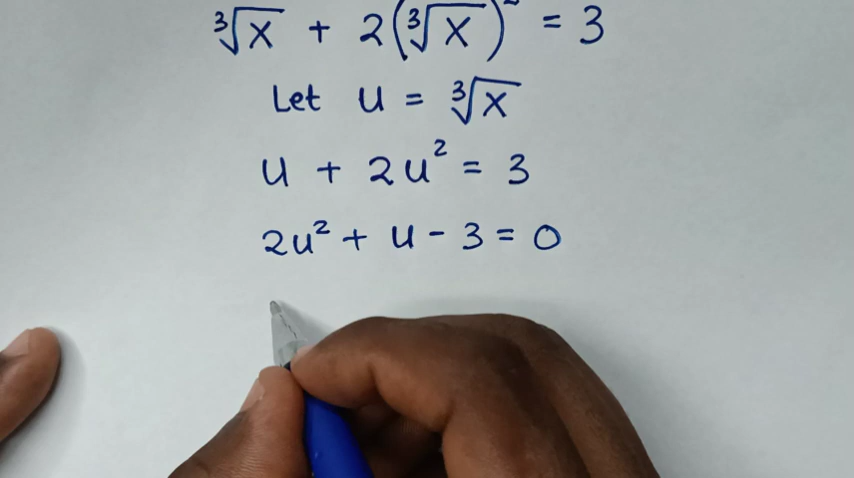 ∛x + 2(∛x)² = 3
Let u = ∛x
u + 2u² = 3
2u² + u - 3 = 0